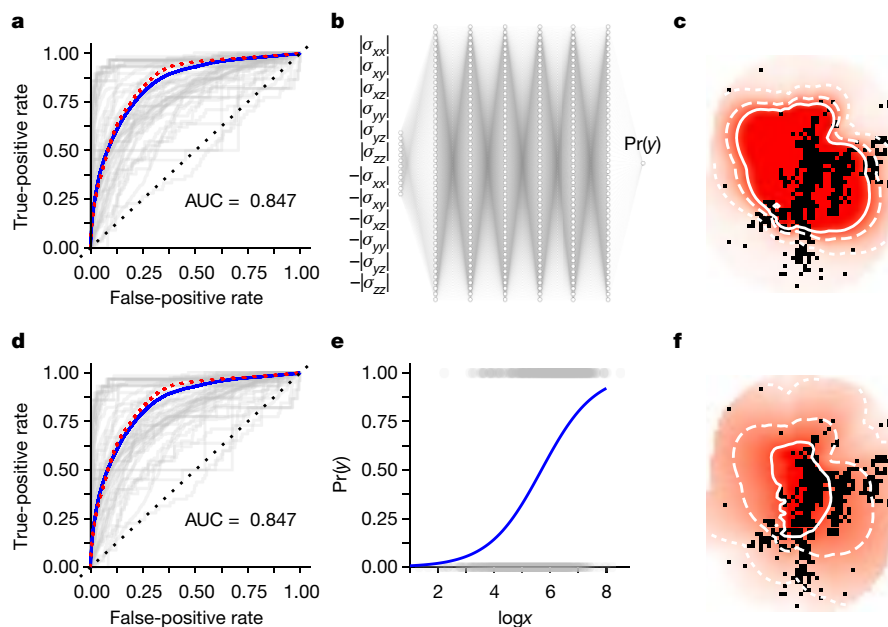 a
1.00
0.75
0.50
0.25
0.00
True-positive rate
AUC = 0.847
0.00 0.25 0.50 0.75 1.00
False-positive rate
b
|σxx|
|σxy|
|σxz|
|σyy|
|σyz|
|σzz|
−|σxx|
−|σxy|
−|σxz|
−|σyy|
−|σyz|
−|σzz|
Pr(y)
c
d
1.00
0.75
0.50
0.25
0.00
True-positive rate
AUC = 0.847
0.00 0.25 0.50 0.75 1.00
False-positive rate
e
1.00
0.75
0.50
0.25
0.00
Pr(y)
2 4 6 8
logx
f